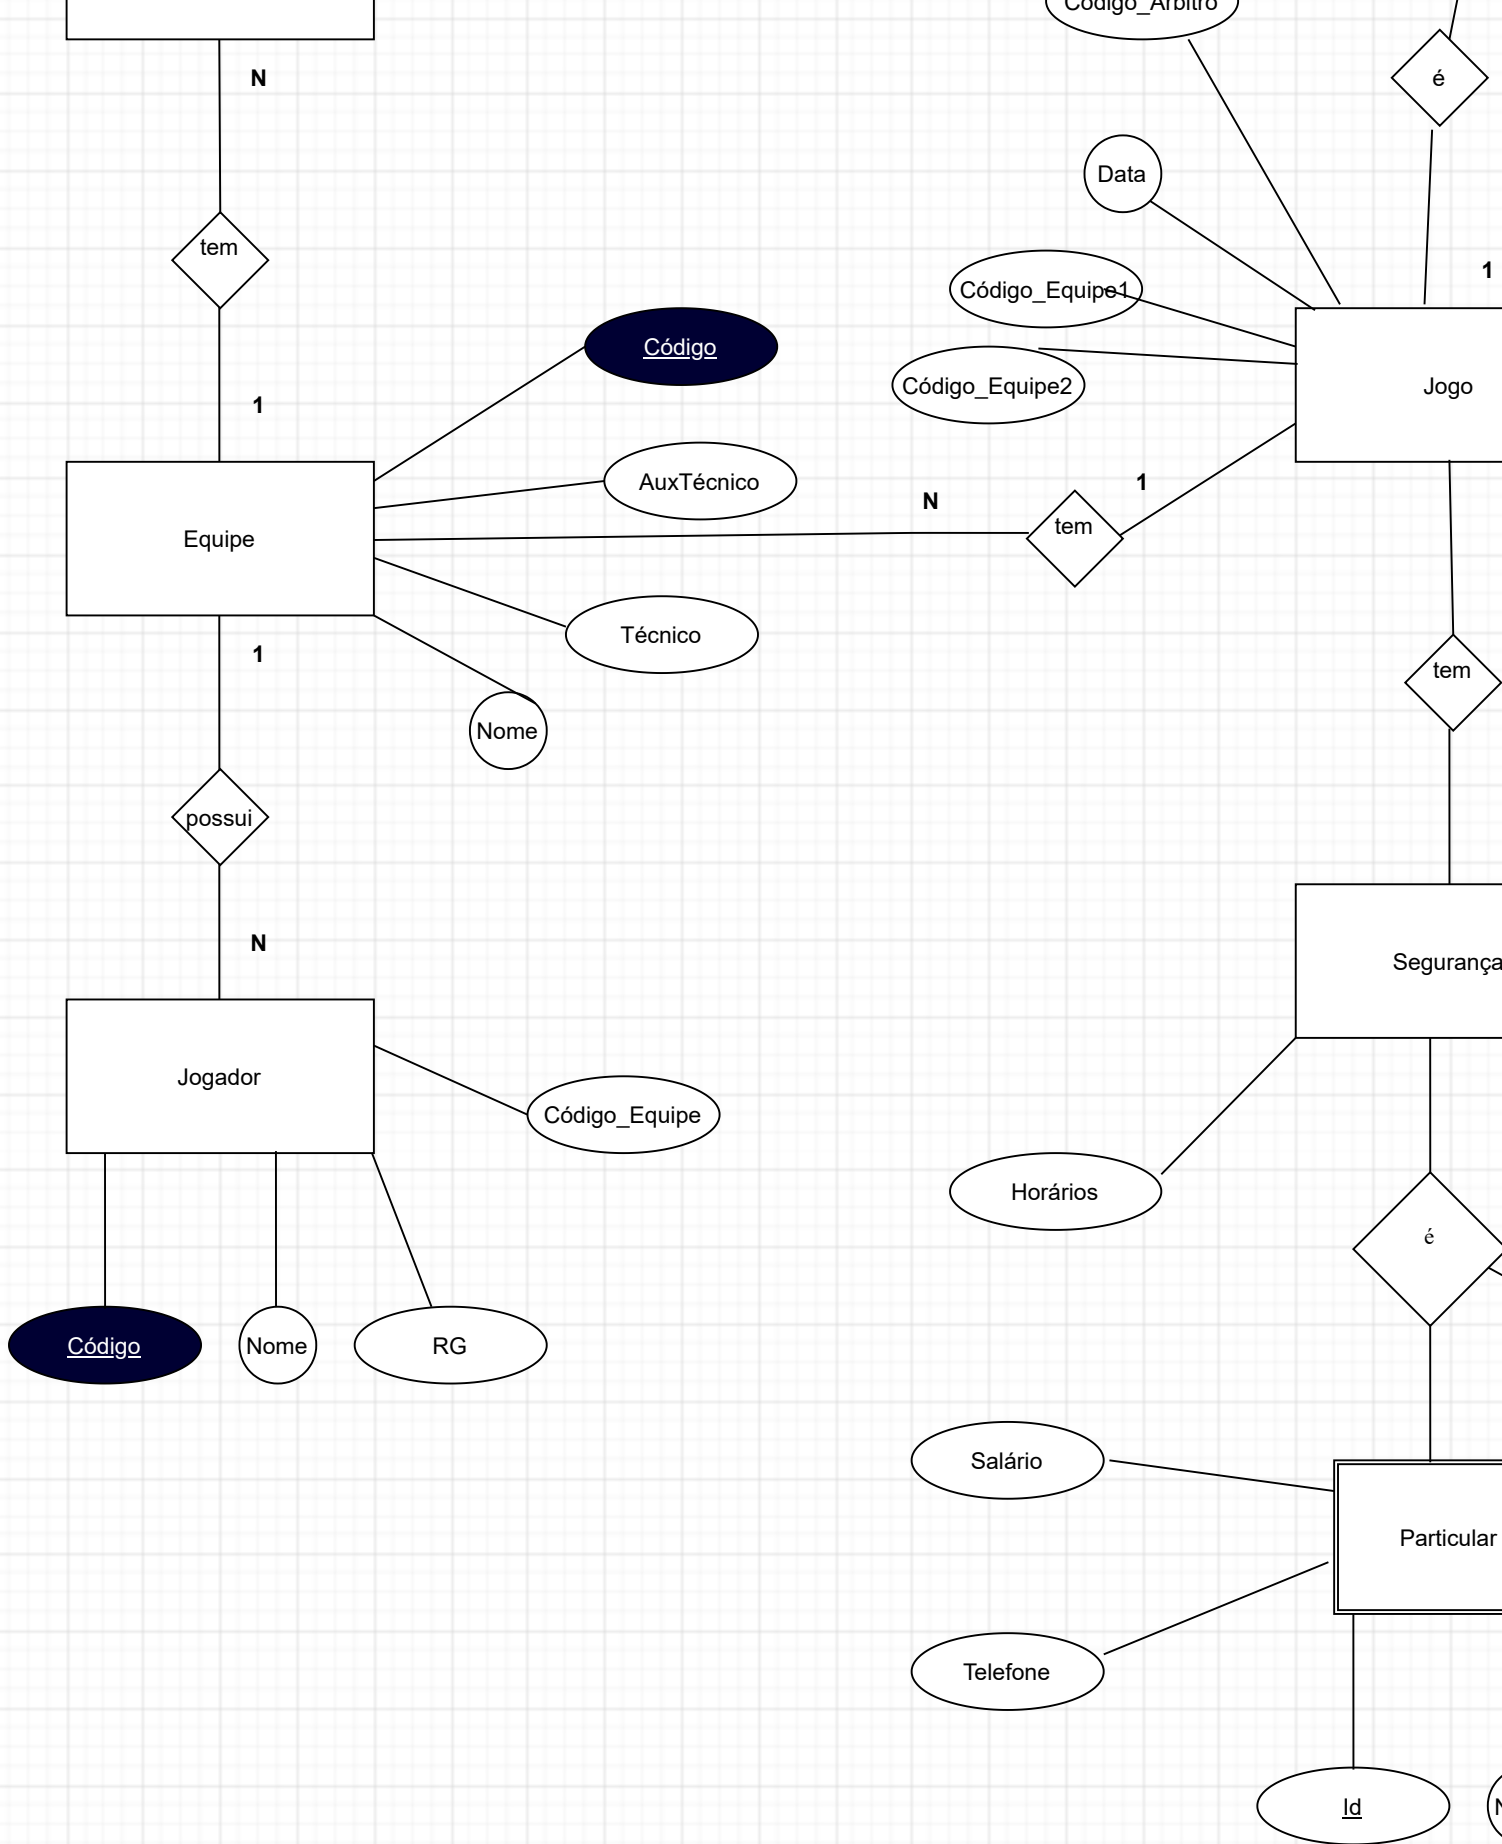 Código_Árbitro
N
é
Data
tem
1
Código_Equipe1
Código
Código_Equipe2
Jogo
1
AuxTécnico
1
N
tem
Equipe
Técnico
1
tem
Nome
possui
N
Segurança
Jogador
Código_Equipe
Horários
é
Código
Nome
RG
Salário
Particular
Telefone
Id